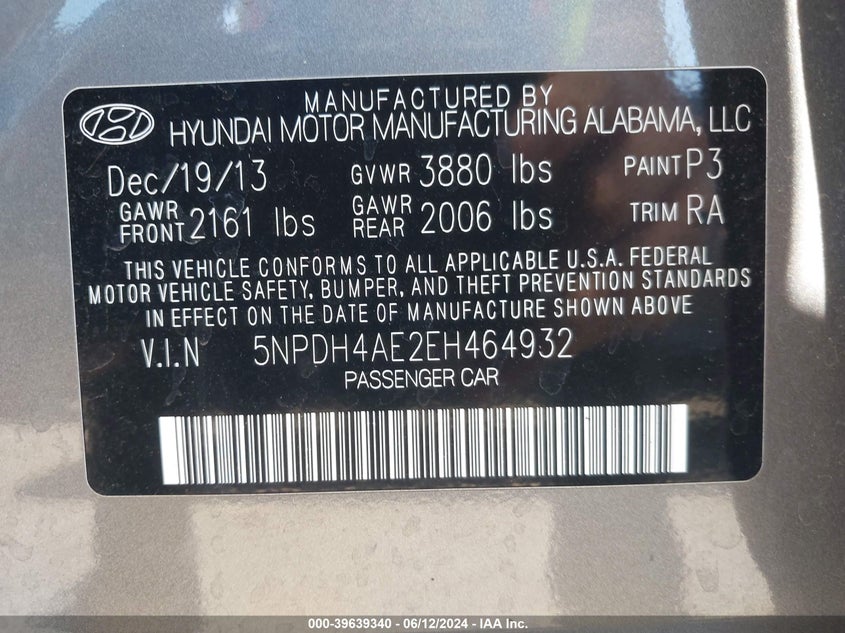 MANUFACTURED BY
HYUNDAI MOTOR MANUFACTURING ALABAMA, LLC
Dec/19/13 GVWR 3880 lbs PAINT P3
GAWR FRONT 2161 lbs GAWR REAR 2006 lbs TRIM RA
THIS VEHICLE CONFORMS TO ALL APPLICABLE U.S.A. FEDERAL
MOTOR VEHICLE SAFETY, BUMPER, AND THEFT PREVENTION STANDARDS
IN EFFECT ON THE DATE OF MANUFACTURE SHOWN ABOVE
V.I.N 5NPDH4AE2EH464932
PASSENGER CAR
000-39639340 - 06/12/2024 - IAA Inc.